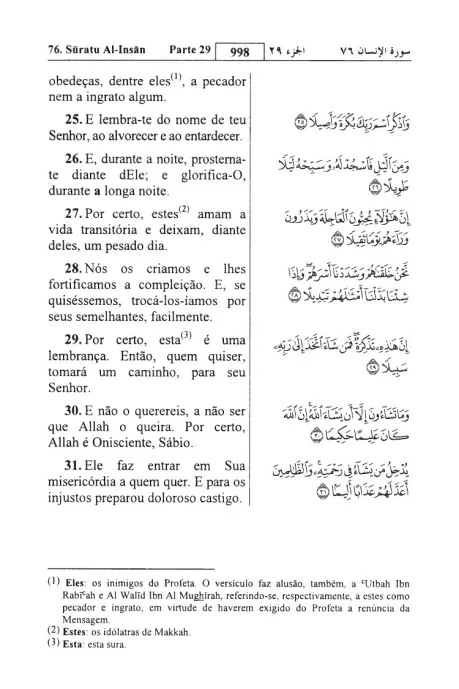 76. Sūratu Al-Insān Parte 29 998 الجزء ٢٩ سورة الإنسان ٧٦
obedeças, dentre eles(1), a pecador
nem a ingrato algum.
25. E lembra-te do nome de teu
Senhor, ao alvorecer e ao entardecer.
26. E, durante a noite, prosterna-
te diante dEle; e glorifica-O,
durante a longa noite.
27. Por certo, estes(2) amam a
vida transitória e deixam, diante
deles, um pesado dia.
28. Nós os criamos e lhes
fortificamos a compleição. E, se
quiséssemos, trocá-los-íamos por
seus semelhantes, facilmente.
29. Por certo, esta(3) é uma
lembrança. Então, quem quiser,
tomará um caminho, para seu
Senhor.
30. E não o querereis, a não ser
que Allah o queira. Por certo,
Allah é Onisciente, Sábio.
31. Ele faz entrar em Sua
misericórdia a quem quer. E para os
injustos preparou doloroso castigo.
وَٱذْكُرِ ٱسْمَ رَبِّكَ بُكْرَةً وَأَصِيلًا ٢٥
وَمِنَ ٱلَّيْلِ فَٱسْجُدْ لَهُۥ وَسَبِّحْهُ لَيْلًا
طَوِيلًا ٢٦
إِنَّ هَٰٓؤُلَآءِ يُحِبُّونَ ٱلْعَاجِلَةَ وَيَذَرُونَ
وَرَآءَهُمْ يَوْمًا ثَقِيلًا ٢٧
نَّحْنُ خَلَقْنَٰهُمْ وَشَدَدْنَآ أَسْرَهُمْ وَإِذَا
شِئْنَا بَدَّلْنَآ أَمْثَٰلَهُمْ تَبْدِيلًا ٢٨
إِنَّ هَٰذِهِۦ تَذْكِرَةٌ فَمَن شَآءَ ٱتَّخَذَ إِلَىٰ رَبِّهِۦ
سَبِيلًا ٢٩
وَمَا تَشَآءُونَ إِلَّآ أَن يَشَآءَ ٱللَّهُ إِنَّ ٱللَّهَ
كَانَ عَلِيمًا حَكِيمًا ٣٠
يُدْخِلُ مَن يَشَآءُ فِى رَحْمَتِهِۦ وَٱلظَّٰلِمِينَ
أَعَدَّ لَهُمْ عَذَابًا أَلِيمًا ٣١
(1) Eles: os inimigos do Profeta. O versículo faz alusão, também, a ᶜUtbah Ibn
Rabīᶜah e Al Walīd Ibn Al Mughīrah, referindo-se, respectivamente, a estes como
pecador e ingrato, em virtude de haverem exigido do Profeta a renúncia da
Mensagem.
(2) Estes: os idólatras de Makkah.
(3) Esta: esta sura.